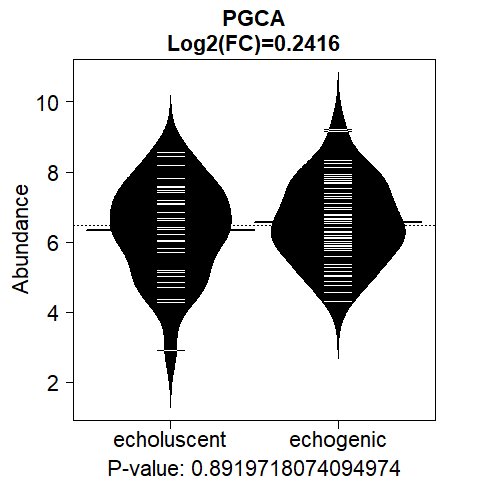 PGCA
Log2(FC)=0.2416
Abundance
10
8
6
4
2
echoluscent echogenic
P-value: 0.8919718074094974